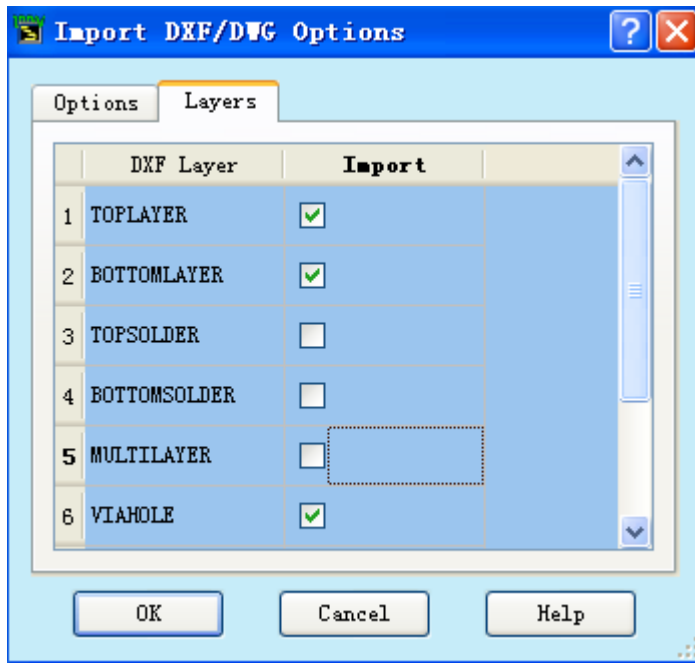 Import DXF/DWG Options
Options Layers
DXF Layer Import
1 TOPLAYER
2 BOTTOMLAYER
3 TOPSOLDER
4 BOTTOMSOLDER
5 MULTILAYER
6 VIAHOLE
OK Cancel Help